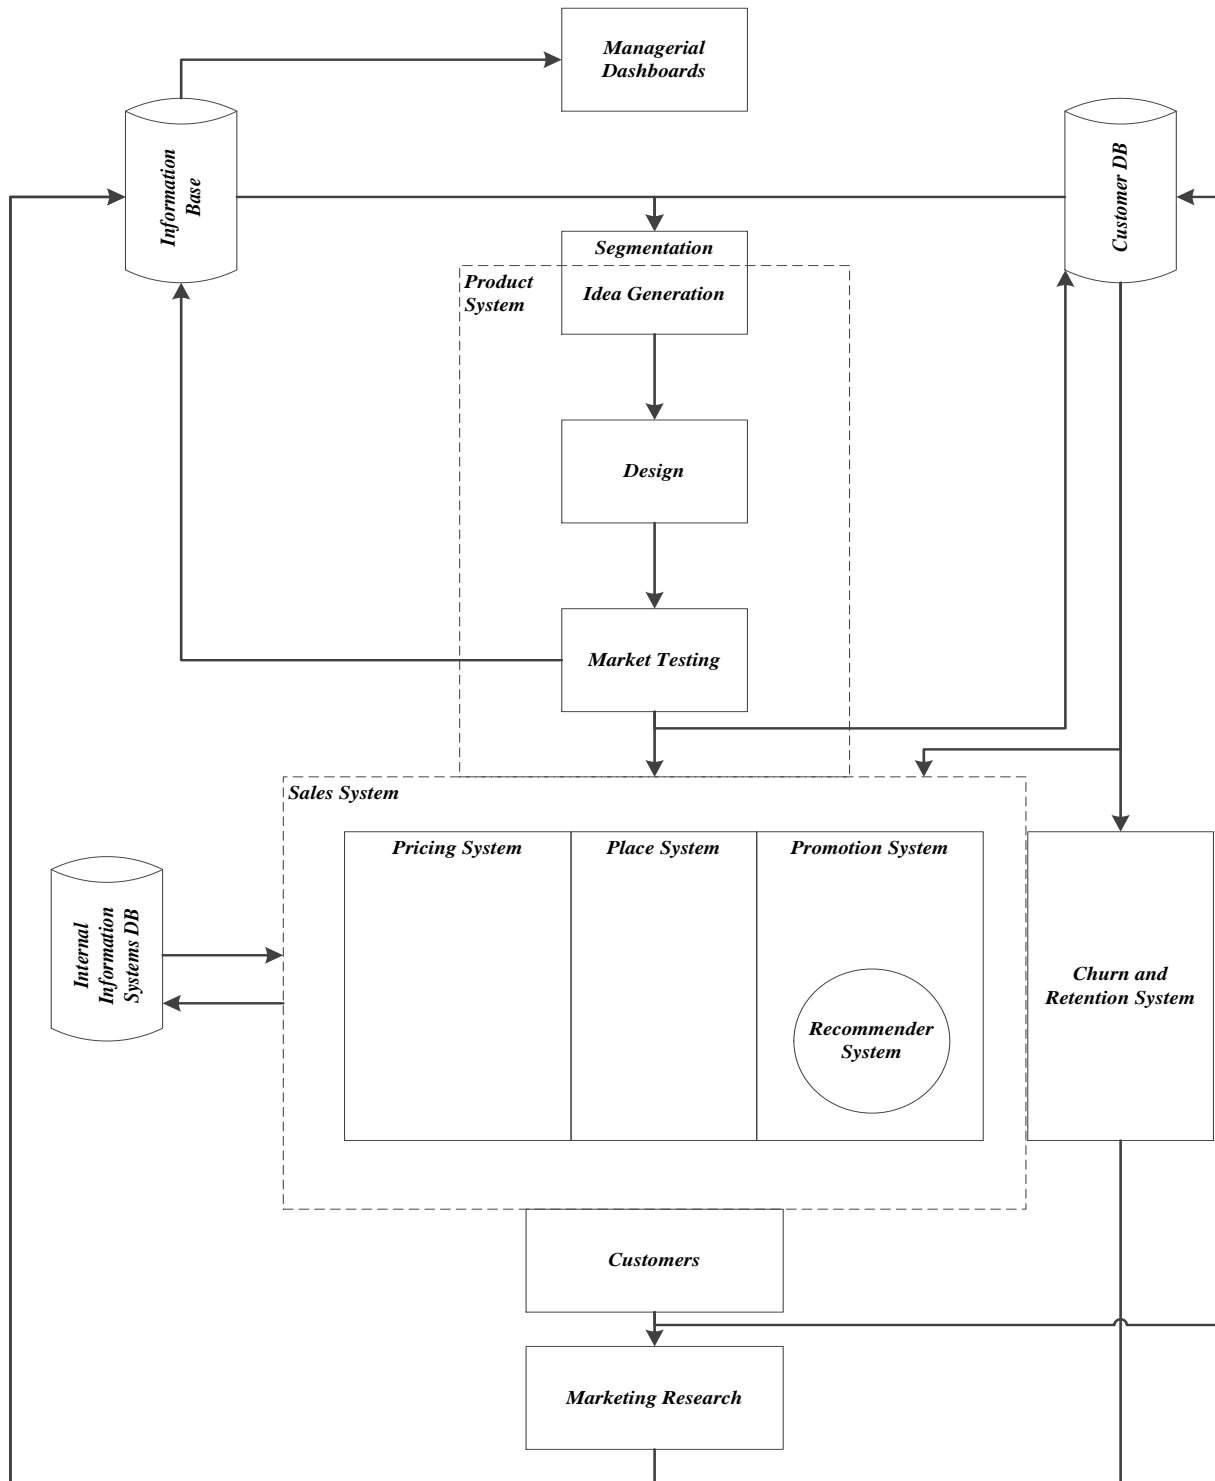 Managerial
Dashboards
Information
Base
Customer DB
Segmentation
Product
System
Idea Generation
Design
Market Testing
Sales System
Pricing System
Place System
Promotion System
Internal
Information
Systems DB
Churn and
Retention System
Recommender
System
Customers
Marketing Research